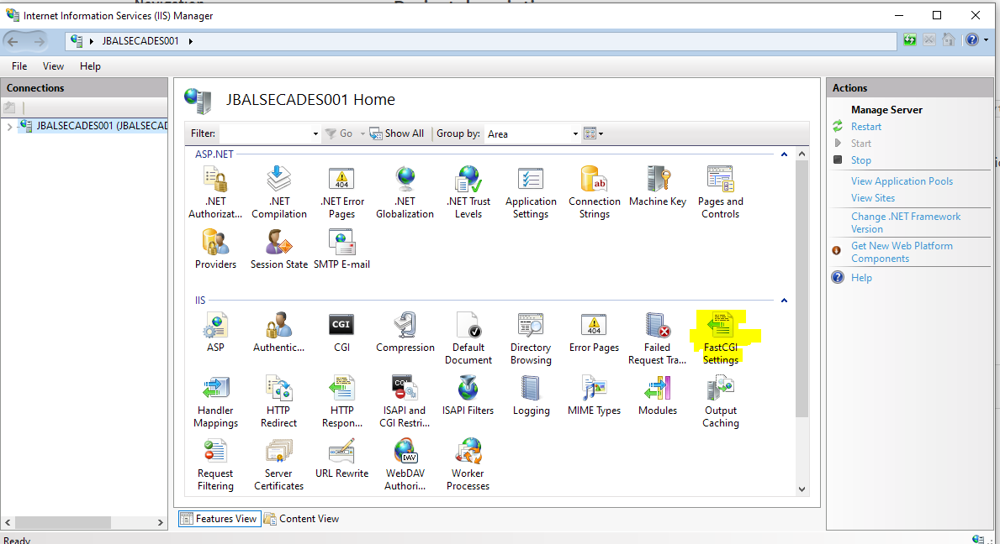 Internet Information Services (IIS) Manager
JBALSECADES001
File View Help
Connections
JBALSECADES001 (JBALSECAD
JBALSECADES001 Home
Filter: Go Show All Group by: Area
ASP.NET
.NET Authorizat...
.NET Compilation
.NET Error Pages
.NET Globalization
.NET Trust Levels
Application Settings
Connection Strings
Machine Key
Pages and Controls
Providers
Session State
SMTP E-mail
IIS
ASP
Authentic...
CGI
Compression
Default Document
Directory Browsing
Error Pages
Failed Request Tra...
FastCGI Settings
Handler Mappings
HTTP Redirect
HTTP Respon...
ISAPI and CGI Restri...
ISAPI Filters
Logging
MIME Types
Modules
Output Caching
Request Filtering
Server Certificates
URL Rewrite
WebDAV Authori...
Worker Processes
Features View Content View
Actions
Manage Server
Restart
Start
Stop
View Application Pools
View Sites
Change .NET Framework
Version
Get New Web Platform
Components
Help
Ready